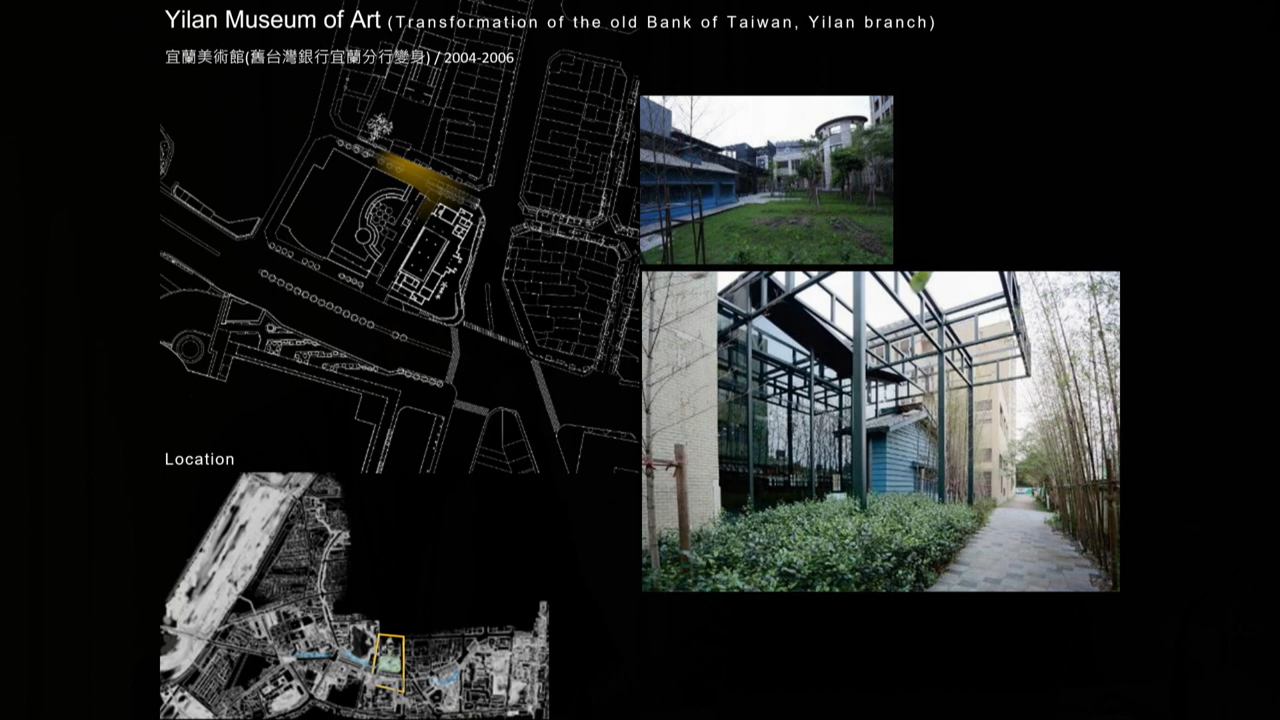 Yilan Museum of Art (Transformation of the old Bank of Taiwan, Yilan branch)
宜蘭美術館(舊台灣銀行宜蘭分行變身) / 2004-2006
Location